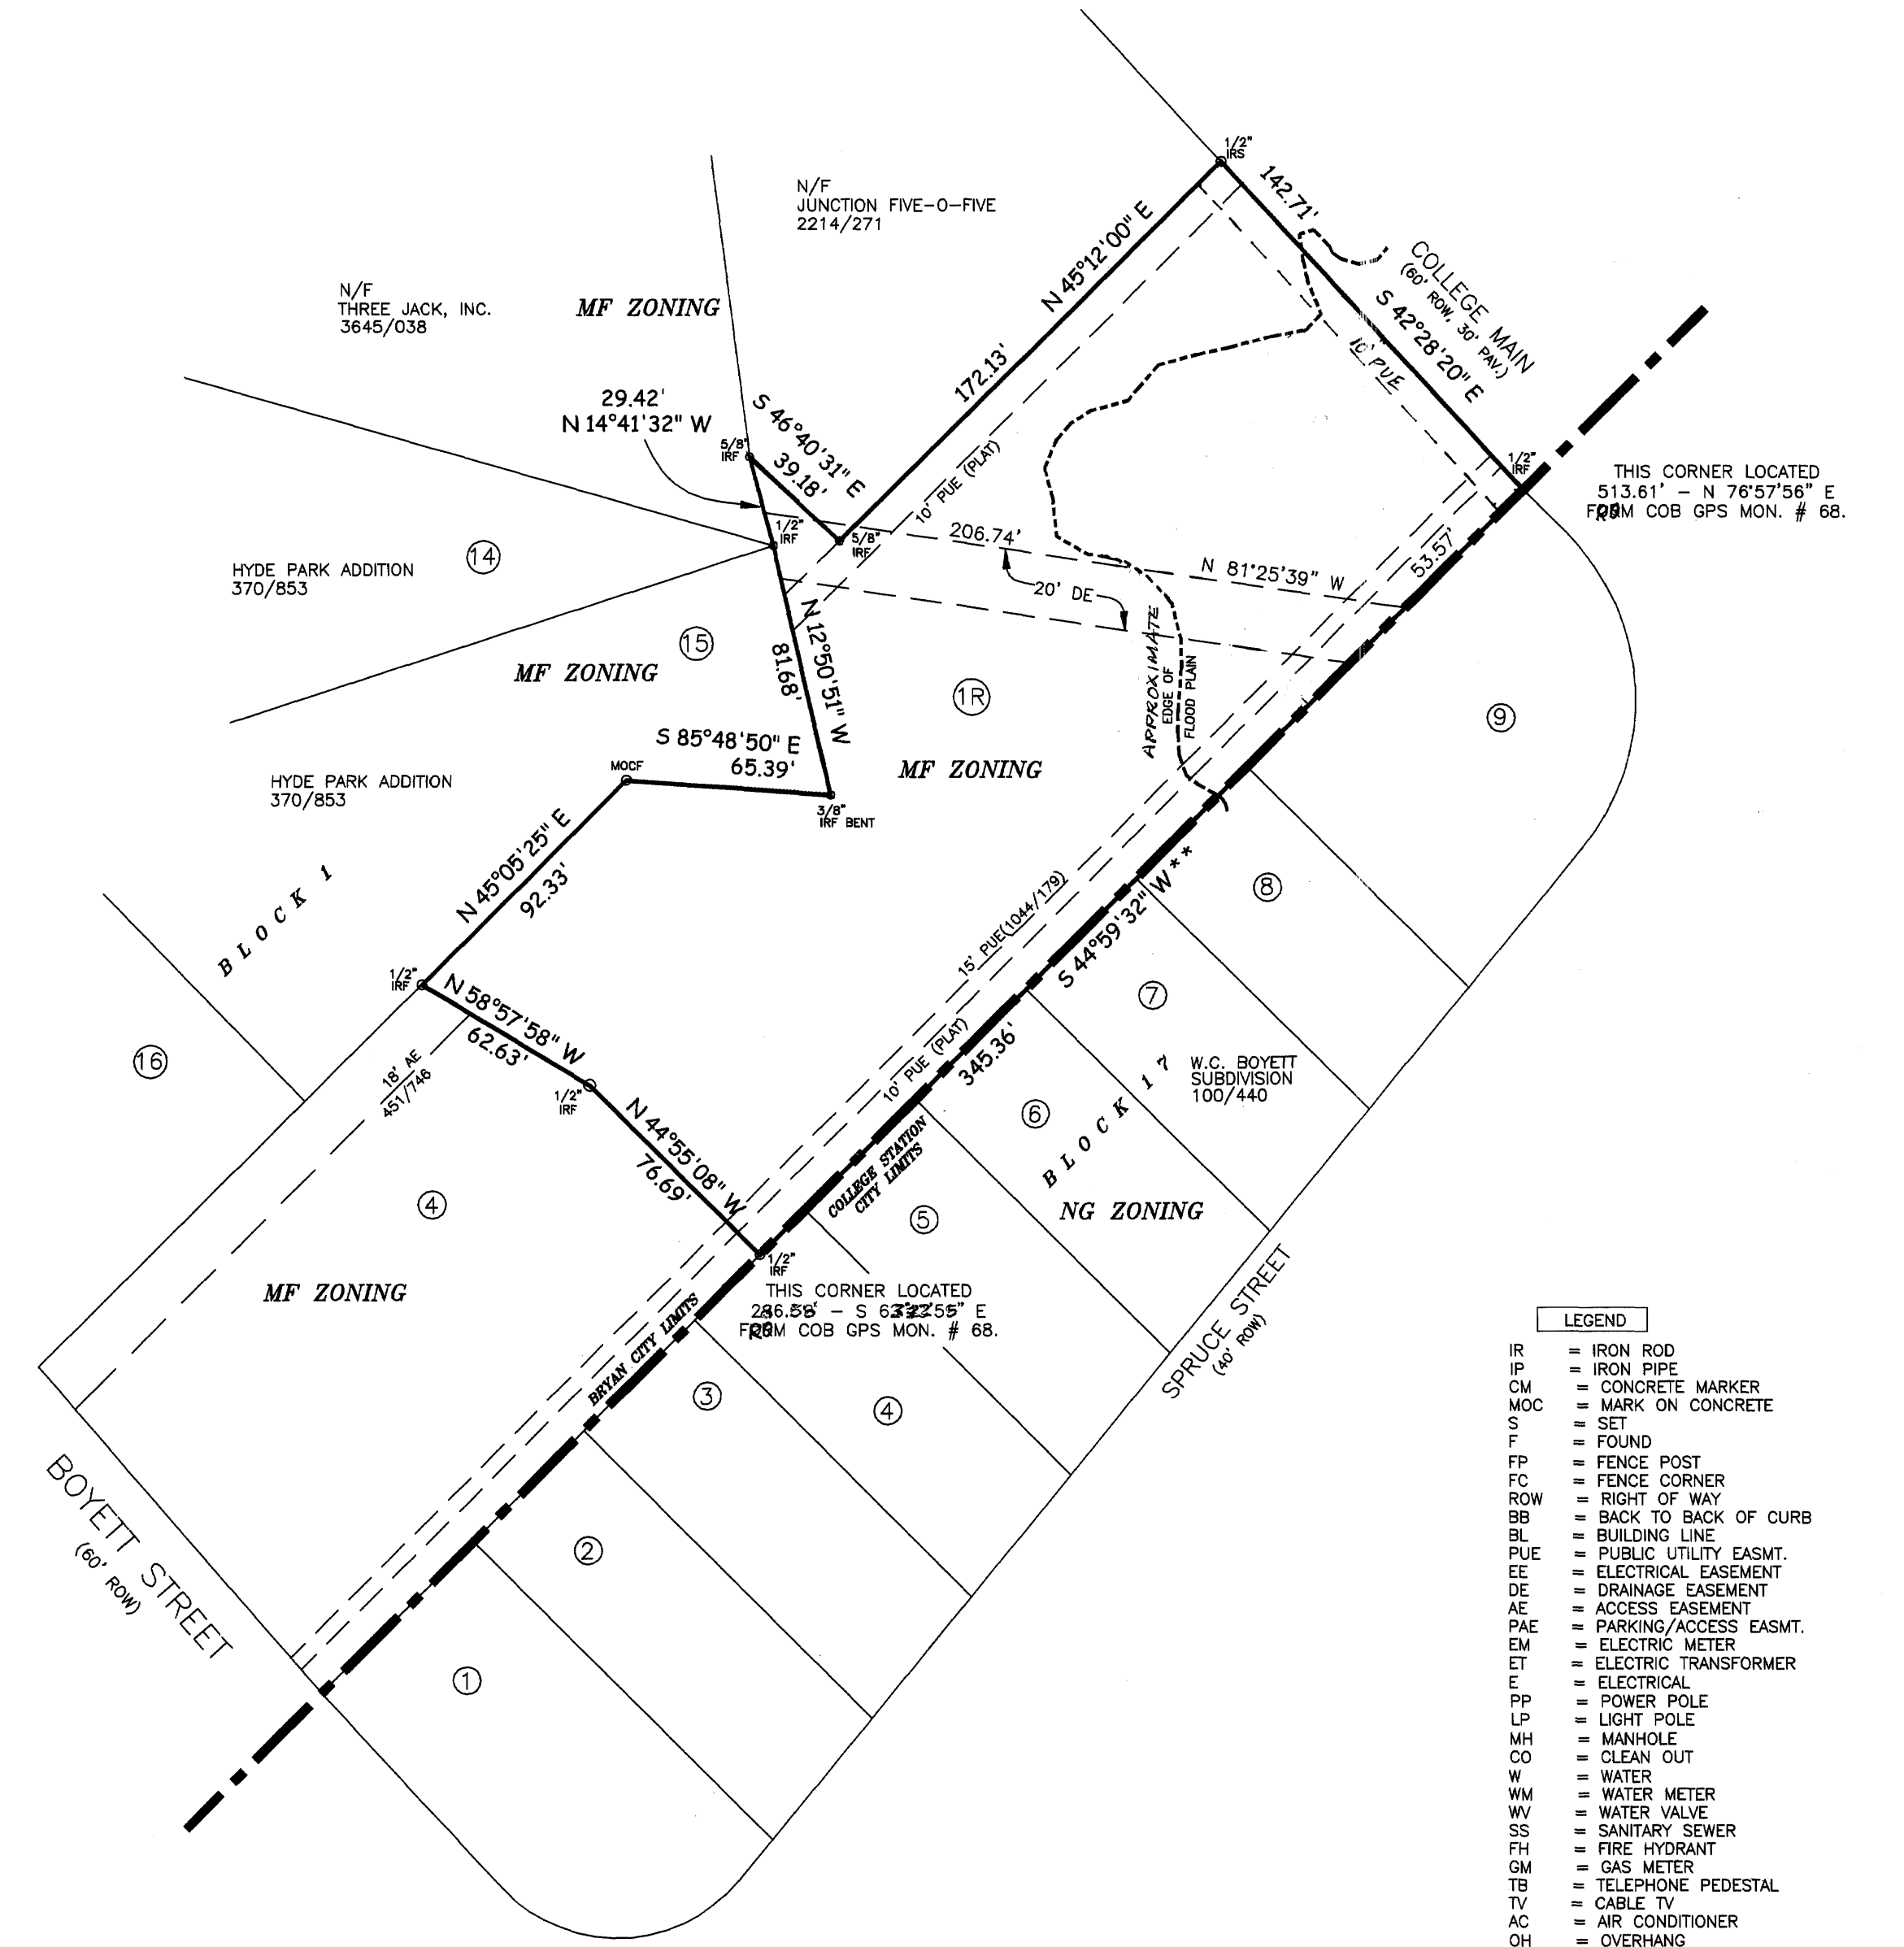 1/2"
IRS
142.71'
COLLEGE MAIN
(60' ROW, 30' PAV.)
S 42°28'20" E
10' PUE
N/F
JUNCTION FIVE-O-FIVE
2214/271
N 45°12'00" E
172.13'
N/F
THREE JACK, INC.
3645/038
MF ZONING
29.42'
N 14°41'32" W
S 46°40'31" E
39.18'
5/8"
IRF
1/2"
IRF
5/8"
IRF
10' PUE (PLAT)
1/2"
IRF
THIS CORNER LOCATED
513.61' - N 76°57'56" E
FROM COB GPS MON. # 68.
53.57'
206.74'
N 81°25'39" W
20' DE
14
HYDE PARK ADDITION
370/853
15
MF ZONING
N 12°50'51" W
81.68'
APPROXIMATE
EDGE OF
FLOOD PLAIN
1R
MF ZONING
9
S 85°48'50" E
65.39'
MOCF
3/8"
IRF BENT
HYDE PARK ADDITION
370/853
N 45°05'25" E
92.33'
BLOCK 1
8
S 44°59'32" W**
15' PUE(1044/179)
7
1/2"
IRF
N 58°57'58" W
62.63'
16
18' AE
451/746
1/2"
IRF
10' PUE (PLAT)
345.36'
BLOCK 17
W.C. BOYETT
SUBDIVISION
100/440
6
N 44°55'08" W
76.69'
COLLEGE STATION
CITY LIMITS
4
5
NG ZONING
1/2"
IRF
MF ZONING
THIS CORNER LOCATED
FROM COB GPS MON. # 68.
BRYAN CITY LIMITS
SPRUCE STREET
(40' ROW)
3
4
BOYETT STREET
(60' ROW)
2
1
LEGEND
IR = IRON ROD
IP = IRON PIPE
CM = CONCRETE MARKER
MOC = MARK ON CONCRETE
S = SET
F = FOUND
FP = FENCE POST
FC = FENCE CORNER
ROW = RIGHT OF WAY
BB = BACK TO BACK OF CURB
BL = BUILDING LINE
PUE = PUBLIC UTILITY EASMT.
EE = ELECTRICAL EASEMENT
DE = DRAINAGE EASEMENT
AE = ACCESS EASEMENT
PAE = PARKING/ACCESS EASMT.
EM = ELECTRIC METER
ET = ELECTRIC TRANSFORMER
E = ELECTRICAL
PP = POWER POLE
LP = LIGHT POLE
MH = MANHOLE
CO = CLEAN OUT
W = WATER
WM = WATER METER
WV = WATER VALVE
SS = SANITARY SEWER
FH = FIRE HYDRANT
GM = GAS METER
TB = TELEPHONE PEDESTAL
TV = CABLE TV
AC = AIR CONDITIONER
OH = OVERHANG